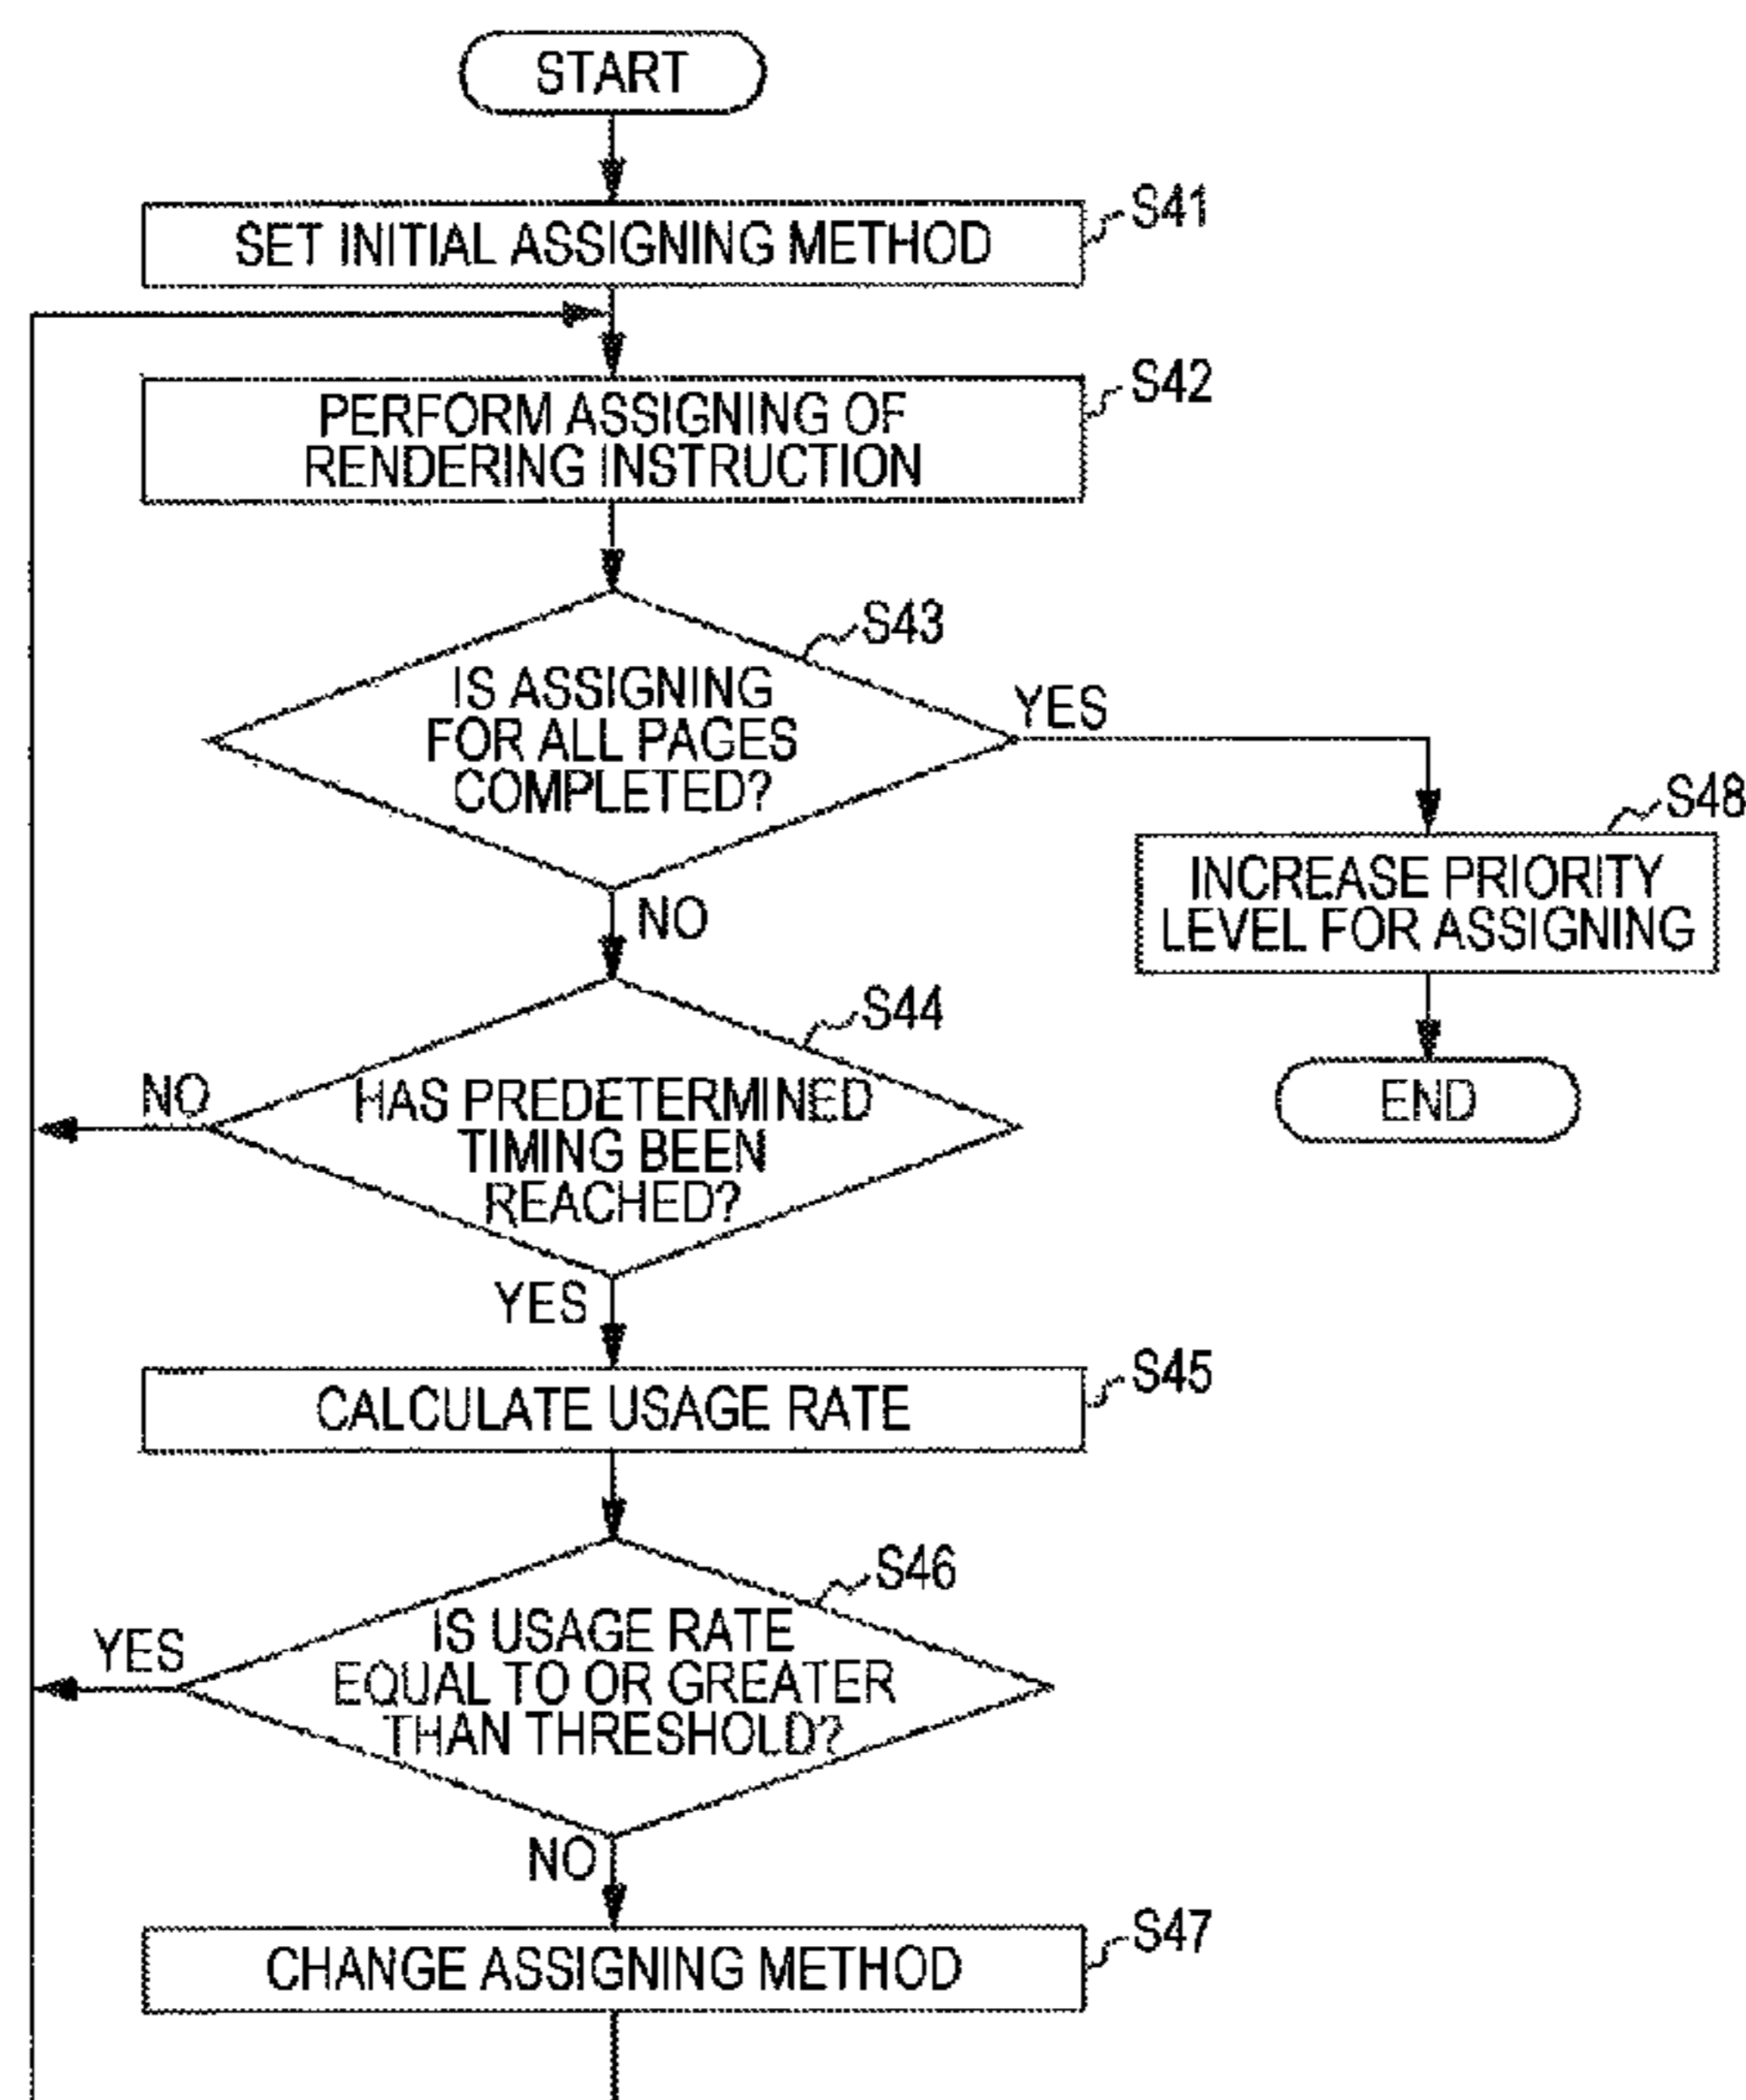 START
S41
SET INITIAL ASSIGNING METHOD
S42
PERFORM ASSIGNING OF
RENDERING INSTRUCTION
S43
IS ASSIGNING
FOR ALL PAGES
COMPLETED?
YES
NO
S48
INCREASE PRIORITY
LEVEL FOR ASSIGNING
END
S44
HAS PREDETERMINED
TIMING BEEN
REACHED?
NO
YES
S45
CALCULATE USAGE RATE
S46
IS USAGE RATE
EQUAL TO OR GREATER
THAN THRESHOLD?
YES
NO
S47
CHANGE ASSIGNING METHOD